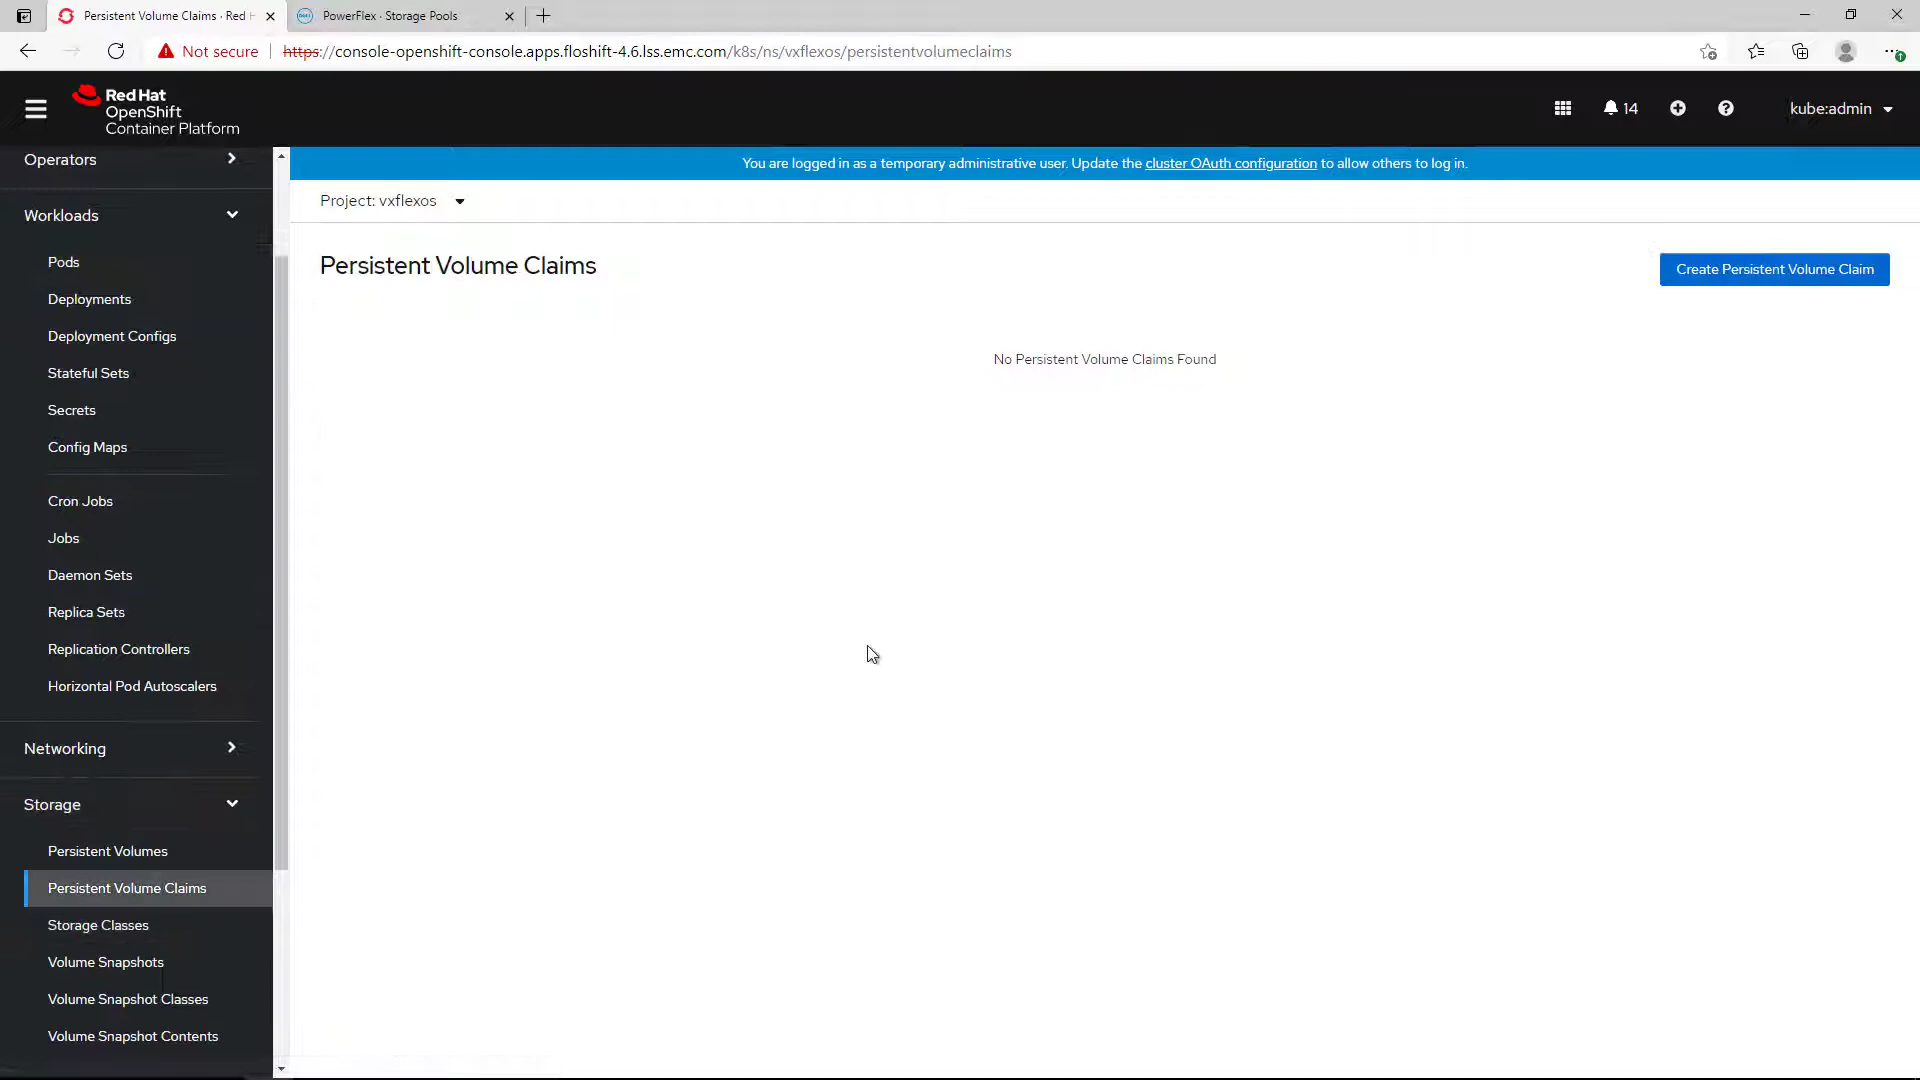 Persistent Volume Claims · Red H
PowerFlex · Storage Pools
Not secure
https://console-openshift-console.apps.floshift-4.6.lss.emc.com/k8s/ns/vxflexos/persistentvolumeclaims
Red Hat
OpenShift
Container Platform
14
kube:admin
Operators
Workloads
Pods
Deployments
Deployment Configs
Stateful Sets
Secrets
Config Maps
Cron Jobs
Jobs
Daemon Sets
Replica Sets
Replication Controllers
Horizontal Pod Autoscalers
Networking
Storage
Persistent Volumes
Persistent Volume Claims
Storage Classes
Volume Snapshots
Volume Snapshot Classes
Volume Snapshot Contents
You are logged in as a temporary administrative user. Update the cluster OAuth configuration to allow others to log in.
Project: vxflexos
Persistent Volume Claims
Create Persistent Volume Claim
No Persistent Volume Claims Found